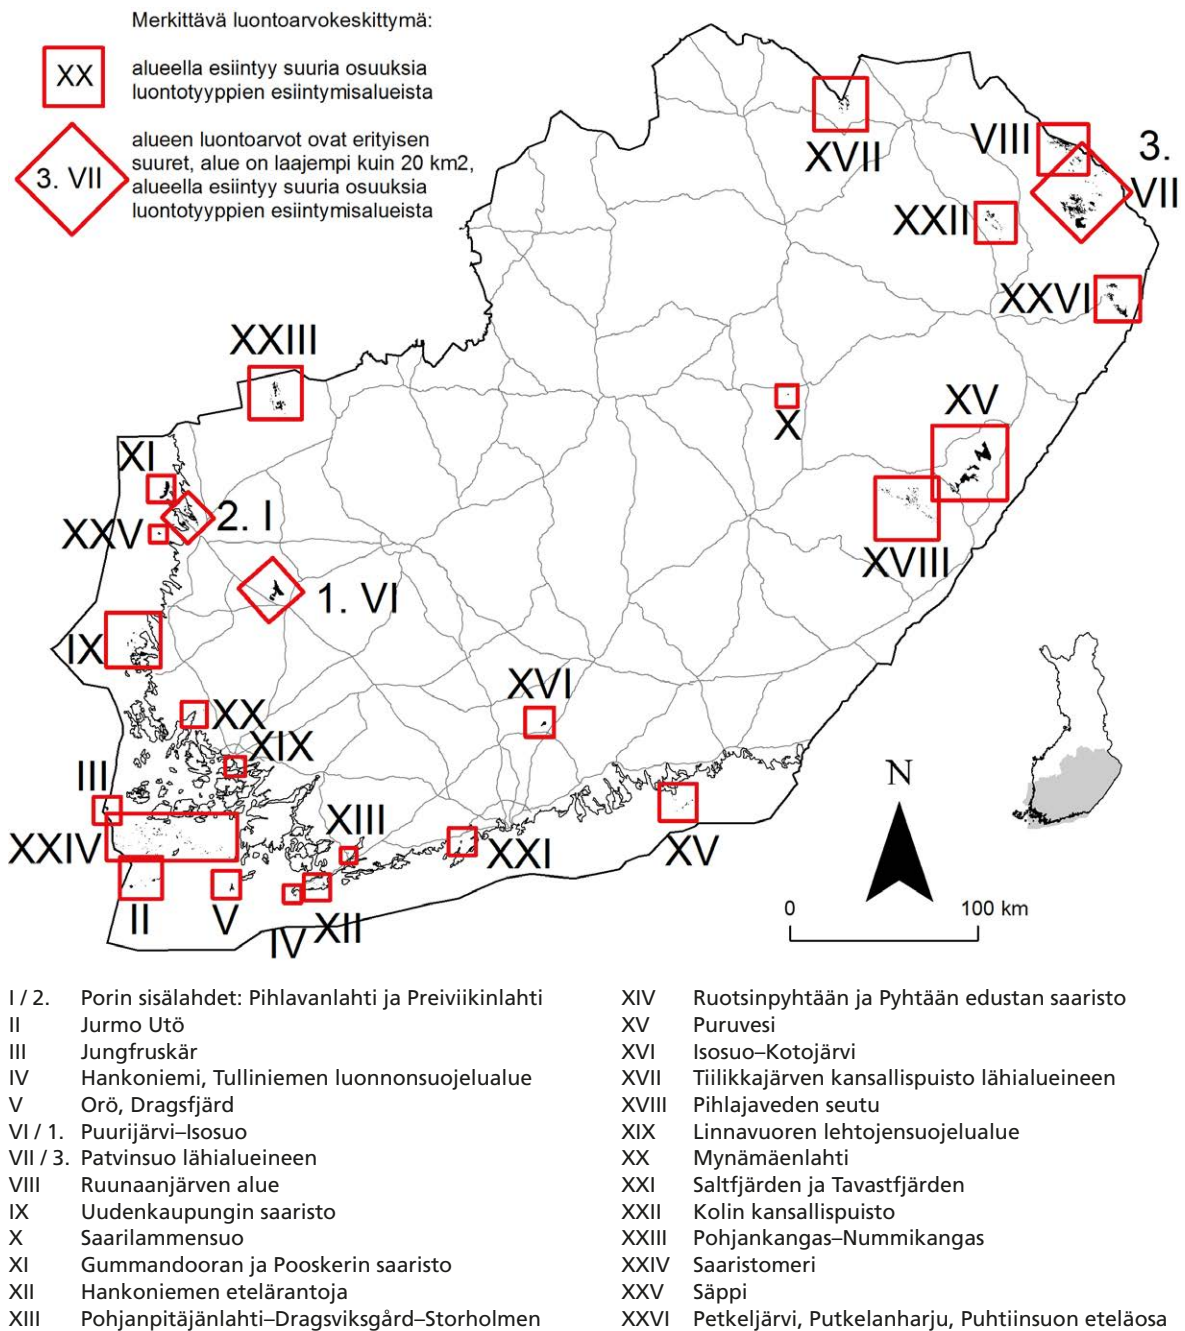 Merkittävä luontoarvokeskittymä:
XX
alueella esiintyy suuria osuuksia
luontotyyppien esiintymisalueista
3. VII
alueen luontoarvot ovat erityisen
suuret, alue on laajempi kuin 20 km2,
alueella esiintyy suuria osuuksia
luontotyyppien esiintymisalueista
XVII
VIII
3.
VII
XXII
XXVI
XXIII
X
XV
XI
2. I
XXV
XVIII
1. VI
IX
XVI
XX
XIX
III
XIII
XXIV
XXI
XV
II
V
IV
XII
N
0
100 km
I / 2. Porin sisälahdet: Pihlavanlahti ja Preiviikinlahti
II Jurmo Utö
III Jungfruskär
IV Hankoniemi, Tulliniemen luonnonsuojelualue
V Orö, Dragsfjärd
VI / 1. Puurijärvi–Isosuo
VII / 3. Patvinsuo lähialueineen
VIII Ruunaanjärven alue
IX Uudenkaupungin saaristo
X Saarilammensuo
XI Gummandooran ja Pooskerin saaristo
XII Hankoniemen etelärantoja
XIII Pohjanpitäjänlahti–Dragsviksgård–Storholmen
XIV Ruotsinpyhtään ja Pyhtään edustan saaristo
XV Puruvesi
XVI Isosuo–Kotojärvi
XVII Tiilikkajärven kansallispuisto lähialueineen
XVIII Pihlajaveden seutu
XIX Linnavuoren lehtojensuojelualue
XX Mynämäenlahti
XXI Saltfjärden ja Tavastfjärden
XXII Kolin kansallispuisto
XXIII Pohjankangas–Nummikangas
XXIV Saaristomeri
XXV Säppi
XXVI Petkeljärvi, Putkelanharju, Puhtiinsuon eteläosa